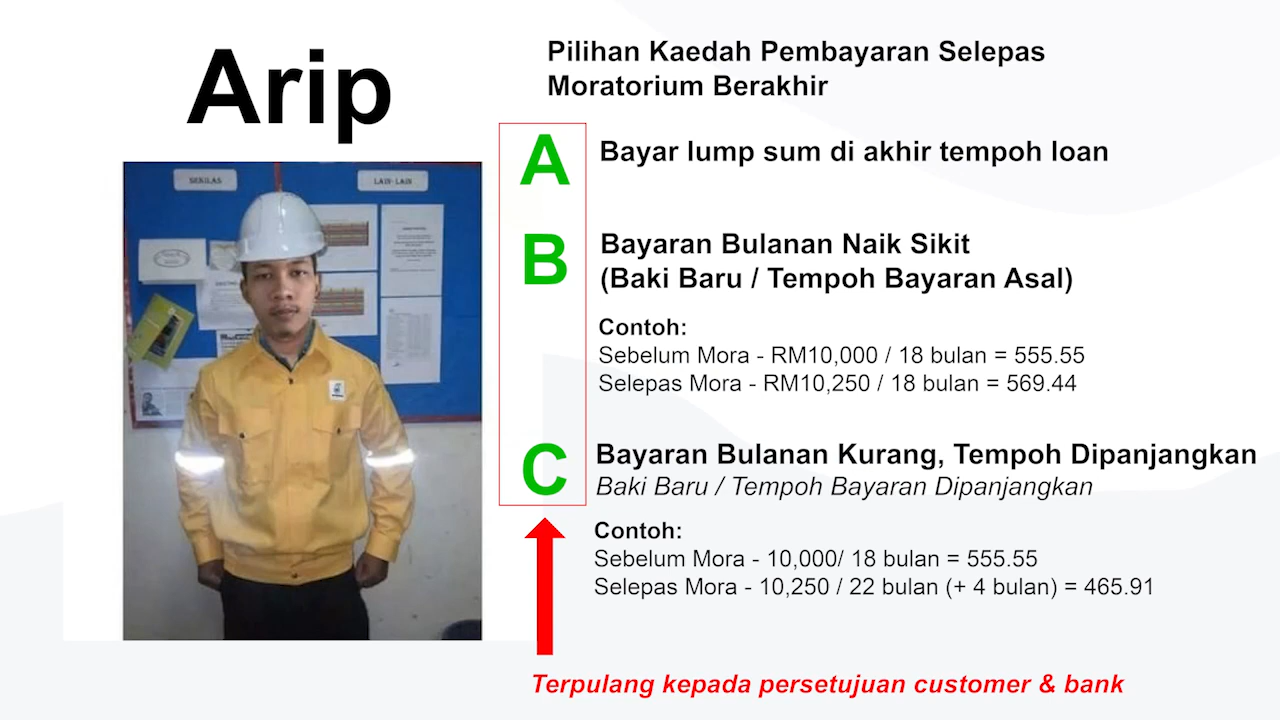 Arip
SEKILAS
LAIN-LAIN
Pilihan Kaedah Pembayaran Selepas
Moratorium Berakhir
A
Bayar lump sum di akhir tempoh loan
B
Bayaran Bulanan Naik Sikit
(Baki Baru / Tempoh Bayaran Asal)
Contoh:
Sebelum Mora - RM10,000 / 18 bulan = 555.55
Selepas Mora - RM10,250 / 18 bulan = 569.44
C
Bayaran Bulanan Kurang, Tempoh Dipanjangkan
Baki Baru / Tempoh Bayaran Dipanjangkan
Contoh:
Sebelum Mora - 10,000/ 18 bulan = 555.55
Selepas Mora - 10,250 / 22 bulan (+ 4 bulan) = 465.91
Terpulang kepada persetujuan customer & bank